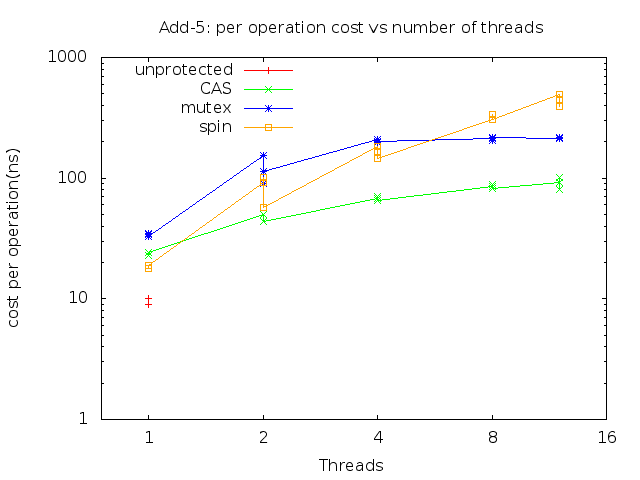 Add-5: per operation cost vs number of threads
1000
100
10
1
cost per operation(ns)
unprotected
CAS
mutex
spin
1 2 4 8 16
Threads